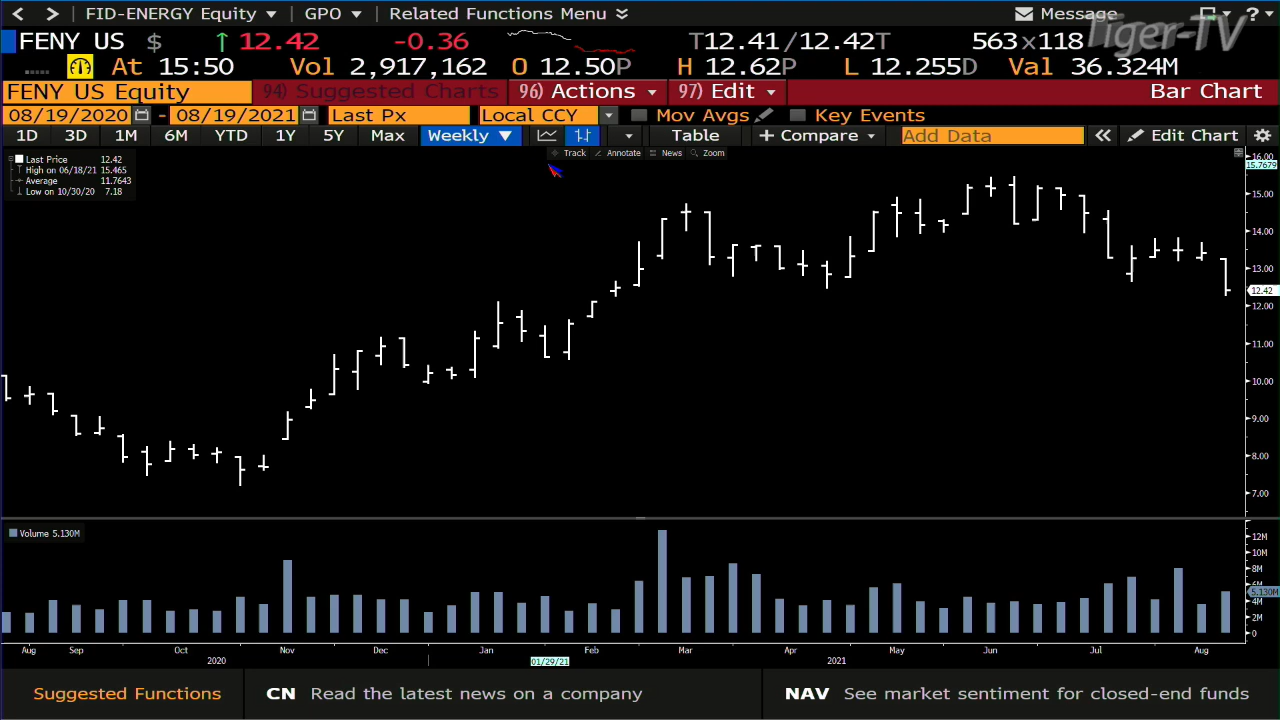 < > FID-ENERGY Equity ▼ GPO ▼ Related Functions Menu Message ?
Tiger-TV
FENY US $ ↑ 12.42 -0.36 T12.41/12.42T 563x118
At 15:50 Vol 2,917,162 O 12.50P H 12.62P L 12.255D Val 36.324M
FENY US Equity 94) Suggested Charts 96) Actions 97) Edit Bar Chart
08/19/2020 - 08/19/2021 Last Px Local CCY Mov Avgs Key Events
1D 3D 1M 6M YTD 1Y 5Y Max Weekly ▼ Table + Compare Add Data « Edit Chart
Track Annotate News Zoom
Last Price 12.42
High on 06/18/21 15.465
Average 11.7643
Low on 10/30/20 7.18
16.00
15.7679
15.00
14.00
13.00
12.42
12.00
11.00
10.00
9.00
8.00
7.00
Volume 5.130M
12M
10M
8M
6M
5.130M
4M
2M
0
Aug Sep Oct Nov Dec Jan Feb Mar Apr May Jun Jul Aug
2020 01/29/21 2021
Suggested Functions CN Read the latest news on a company NAV See market sentiment for closed-end funds